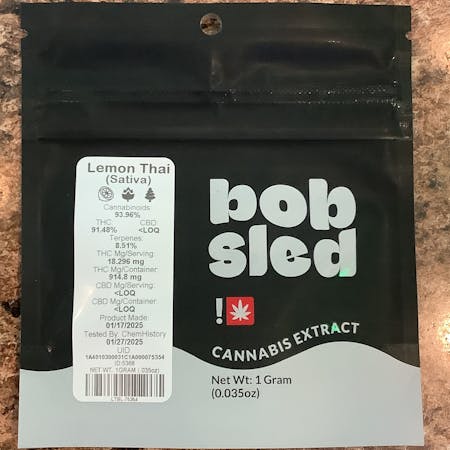 Lemon Thai
(Sativa)
Cannabinoids:
93.96%
THC: CBD:
91.48% <LOQ
Terpenes:
8.51%
THC Mg/Serving:
18.296 mg
THC Mg/Container:
914.8 mg
CBD Mg/Serving:
<LOQ
CBD Mg/Container:
<LOQ
Product Made:
01/17/2025
Tested By: ChemHistory
01/27/2025
UID
1A4010300031C1A000075354
NET WT. 1GRAM (.035oz)
bob
sled
!
CANNABIS EXTRACT
Net Wt: 1 Gram
(0.035oz)